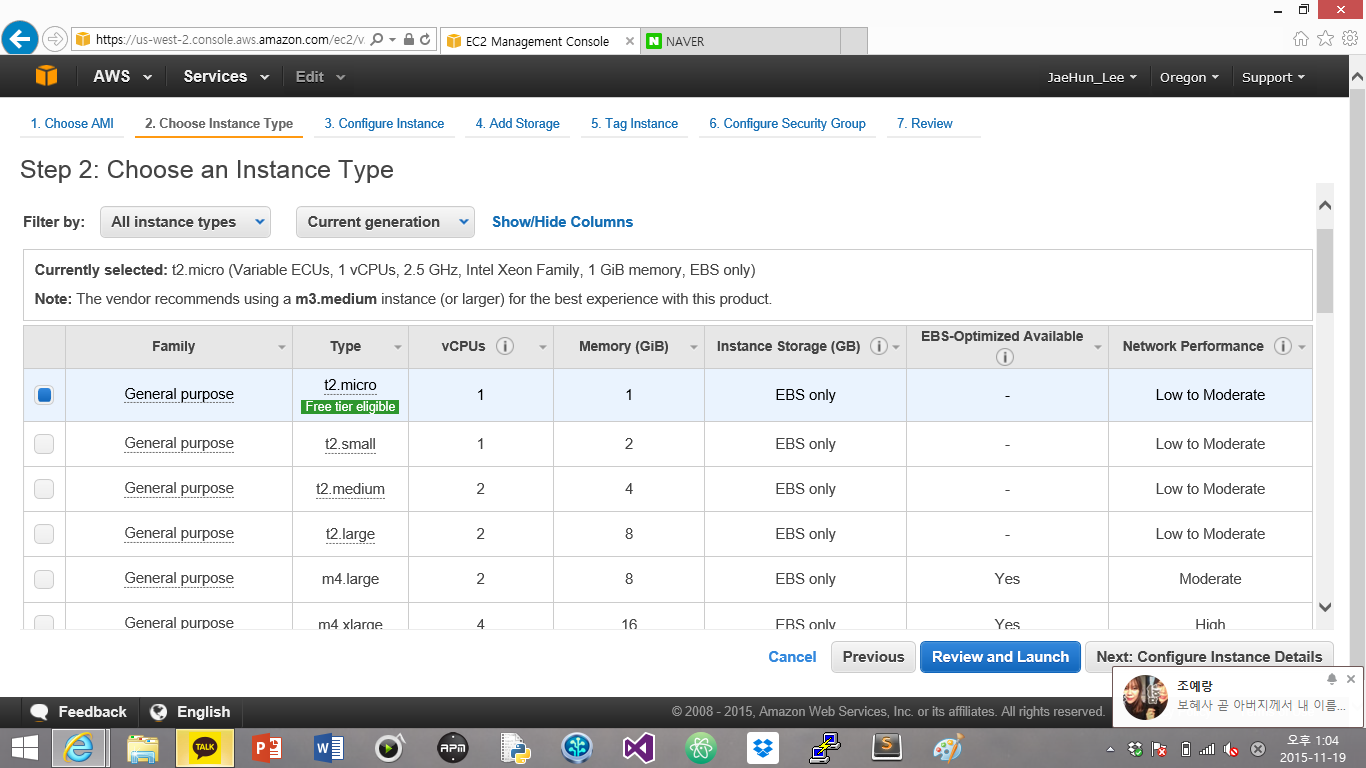 https://us-west-2.console.aws.amazon.com/ec2/v. EC2 Management Console NAVER
AWS Services Edit JaeHun_Lee Oregon Support
1. Choose AMI 2. Choose Instance Type 3. Configure Instance 4. Add Storage 5. Tag Instance 6. Configure Security Group 7. Review
Step 2: Choose an Instance Type
Filter by: All instance types Current generation Show/Hide Columns
Currently selected: t2.micro (Variable ECUs, 1 vCPUs, 2.5 GHz, Intel Xeon Family, 1 GiB memory, EBS only)
Note: The vendor recommends using a m3.medium instance (or larger) for the best experience with this product.
Family Type vCPUs Memory (GiB) Instance Storage (GB) EBS-Optimized Available Network Performance
General purpose t2.micro 1 1 EBS only - Low to Moderate
Free tier eligible
General purpose t2.small 1 2 EBS only - Low to Moderate
General purpose t2.medium 2 4 EBS only - Low to Moderate
General purpose t2.large 2 8 EBS only - Low to Moderate
General purpose m4.large 2 8 EBS only Yes Moderate
General purpose m4.xlarge 4 16 EBS only Yes High
Cancel Previous Review and Launch Next: Configure Instance Details
조예랑
보혜사 곧 아버지께서 내 이름...
Feedback English © 2008 - 2015, Amazon Web Services, Inc. or its affiliates. All rights reserved.
TALK APM
오후 1:04
2015-11-19